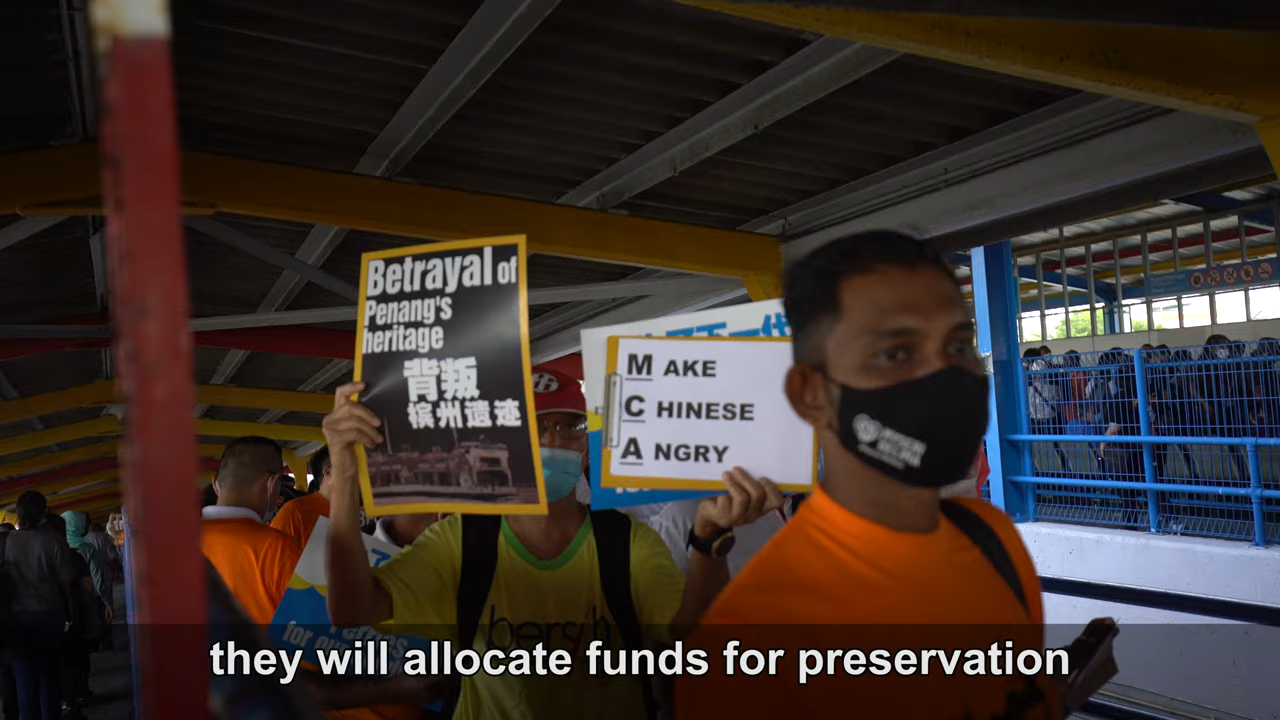 Betrayal of
Penang's
heritage
背叛
槟州遗迹
MAKE
CHINESE
ANGRY
bersih
they will allocate funds for preservation